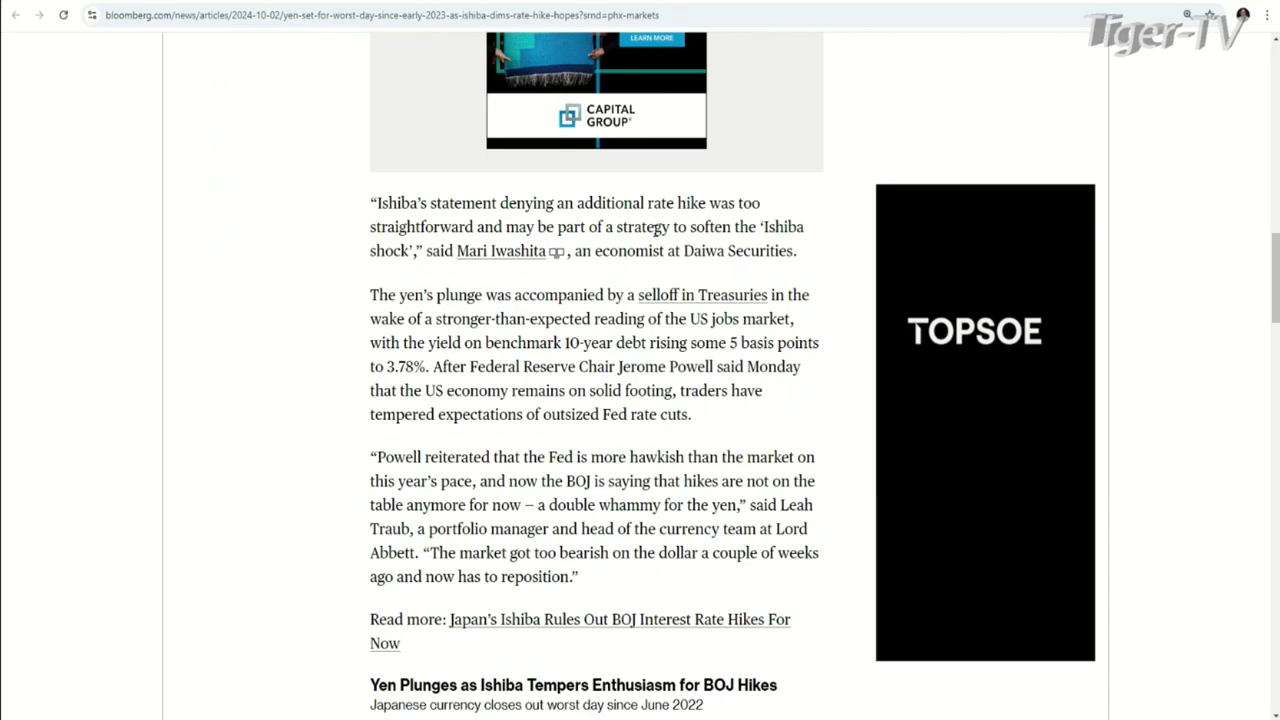 bloomberg.com/news/articles/2024-10-02/yen-set-for-worst-day-since-early-2023-as-ishiba-dims-rate-hike-hopes?srnd=phx-markets
Tiger-TV
LEARN MORE
CAPITAL
GROUP®
“Ishiba’s statement denying an additional rate hike was too
straightforward and may be part of a strategy to soften the ‘Ishiba
shock’,” said Mari Iwashita , an economist at Daiwa Securities.
The yen’s plunge was accompanied by a selloff in Treasuries in the
wake of a stronger-than-expected reading of the US jobs market,
with the yield on benchmark 10-year debt rising some 5 basis points
to 3.78%. After Federal Reserve Chair Jerome Powell said Monday
that the US economy remains on solid footing, traders have
tempered expectations of outsized Fed rate cuts.
“Powell reiterated that the Fed is more hawkish than the market on
this year’s pace, and now the BOJ is saying that hikes are not on the
table anymore for now – a double whammy for the yen,” said Leah
Traub, a portfolio manager and head of the currency team at Lord
Abbett. “The market got too bearish on the dollar a couple of weeks
ago and now has to reposition.”
Read more: Japan’s Ishiba Rules Out BOJ Interest Rate Hikes For
Now
Yen Plunges as Ishiba Tempers Enthusiasm for BOJ Hikes
Japanese currency closes out worst day since June 2022
TOPSOE